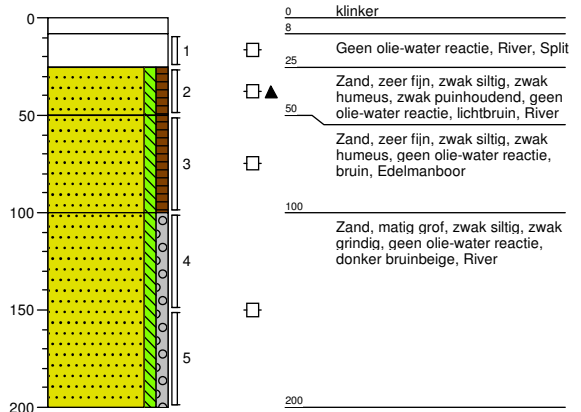 0
50
100
150
200
1
2
3
4
5
0
klinker
8
Geen olie-water reactie, River, Split
25
Zand, zeer fijn, zwak siltig, zwak
humeus, zwak puinhoudend, geen
olie-water reactie, lichtbruin, River
50
Zand, zeer fijn, zwak siltig, zwak
humeus, geen olie-water reactie,
bruin, Edelmanboor
100
Zand, matig grof, zwak siltig, zwak
grindig, geen olie-water reactie,
donker bruinbeige, River
200